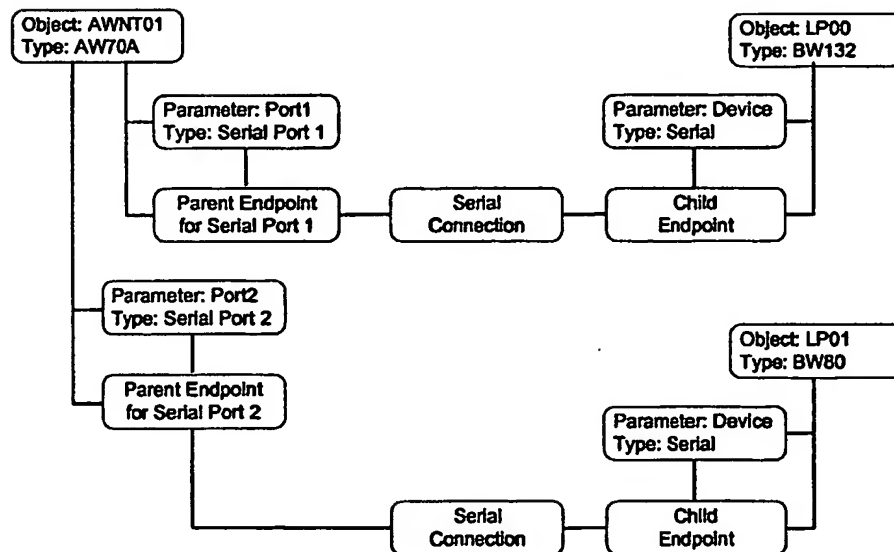 Object: AWNT01
Type: AW70A
Object: LP00
Type: BW132
Parameter: Port1
Type: Serial Port 1
Parameter: Device
Type: Serial
Parent Endpoint
for Serial Port 1
Serial
Connection
Child
Endpoint
Parameter: Port2
Type: Serial Port 2
Object: LP01
Type: BW80
Parent Endpoint
for Serial Port 2
Parameter: Device
Type: Serial
Serial
Connection
Child
Endpoint